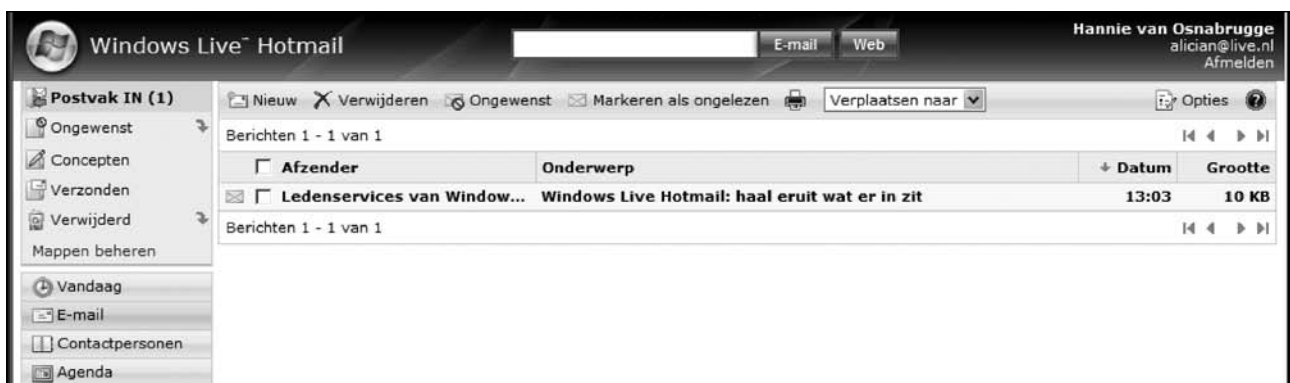 Windows Live™ Hotmail
E-mail
Web
Hannie van Osnabrugge
alician@live.nl
Afmelden
Postvak IN (1)
Ongewenst
Concepten
Verzonden
Verwijderd
Mappen beheren
Vandaag
E-mail
Contactpersonen
Agenda
Nieuw Verwijderen Ongewenst Markeren als ongelezen Verplaatsen naar Opties
Berichten 1 - 1 van 1
Afzender Onderwerp Datum Grootte
Ledenservices van Window... Windows Live Hotmail: haal eruit wat er in zit 13:03 10 KB
Berichten 1 - 1 van 1